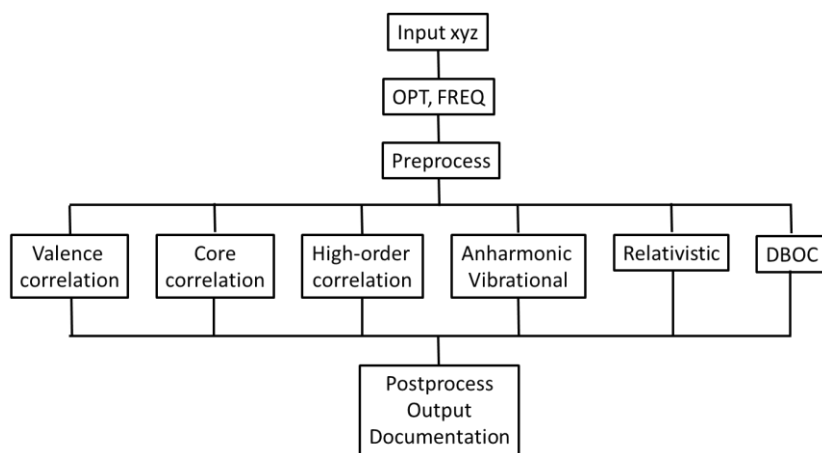 Input xyz
OPT, FREQ
Preprocess
Valence
correlation
Core
correlation
High-order
correlation
Anharmonic
Vibrational
Relativistic
DBOC
Postprocess
Output
Documentation